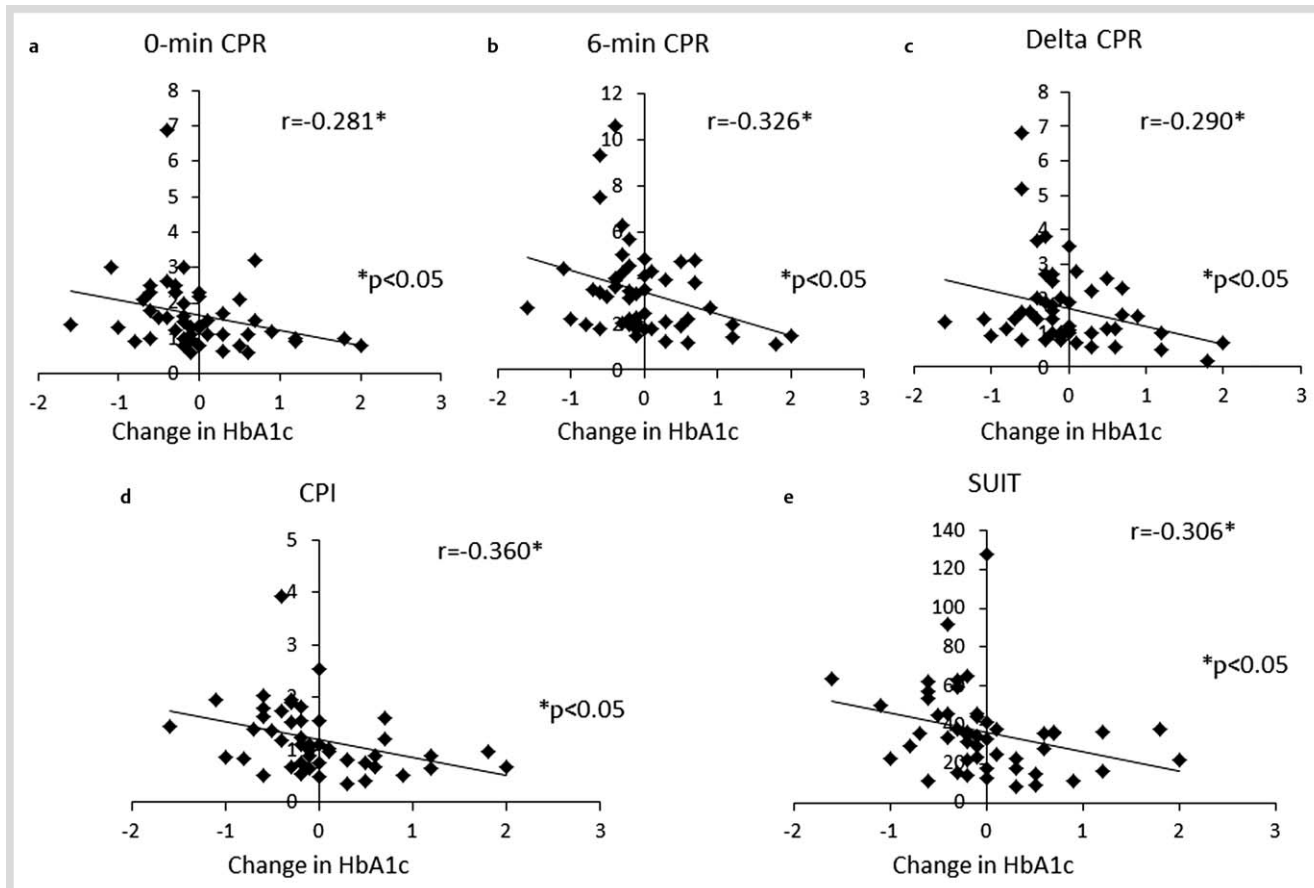 a
0-min CPR
8
7
6
5
4
3
2
1
0
-2 -1 0 1 2 3
r=-0.281*
*p<0.05
Change in HbA1c
b
6-min CPR
12
10
8
6
4
2
0
-2 -1 0 1 2 3
r=-0.326*
*p<0.05
Change in HbA1c
c
Delta CPR
8
7
6
5
4
3
2
1
0
-2 -1 0 1 2 3
r=-0.290*
*p<0.05
Change in HbA1c
d
CPI
5
4
3
2
1
0
-2 -1 0 1 2 3
r=-0.360*
*p<0.05
Change in HbA1c
e
SUIT
140
120
100
80
60
40
20
0
-2 -1 0 1 2 3
r=-0.306*
*p<0.05
Change in HbA1c